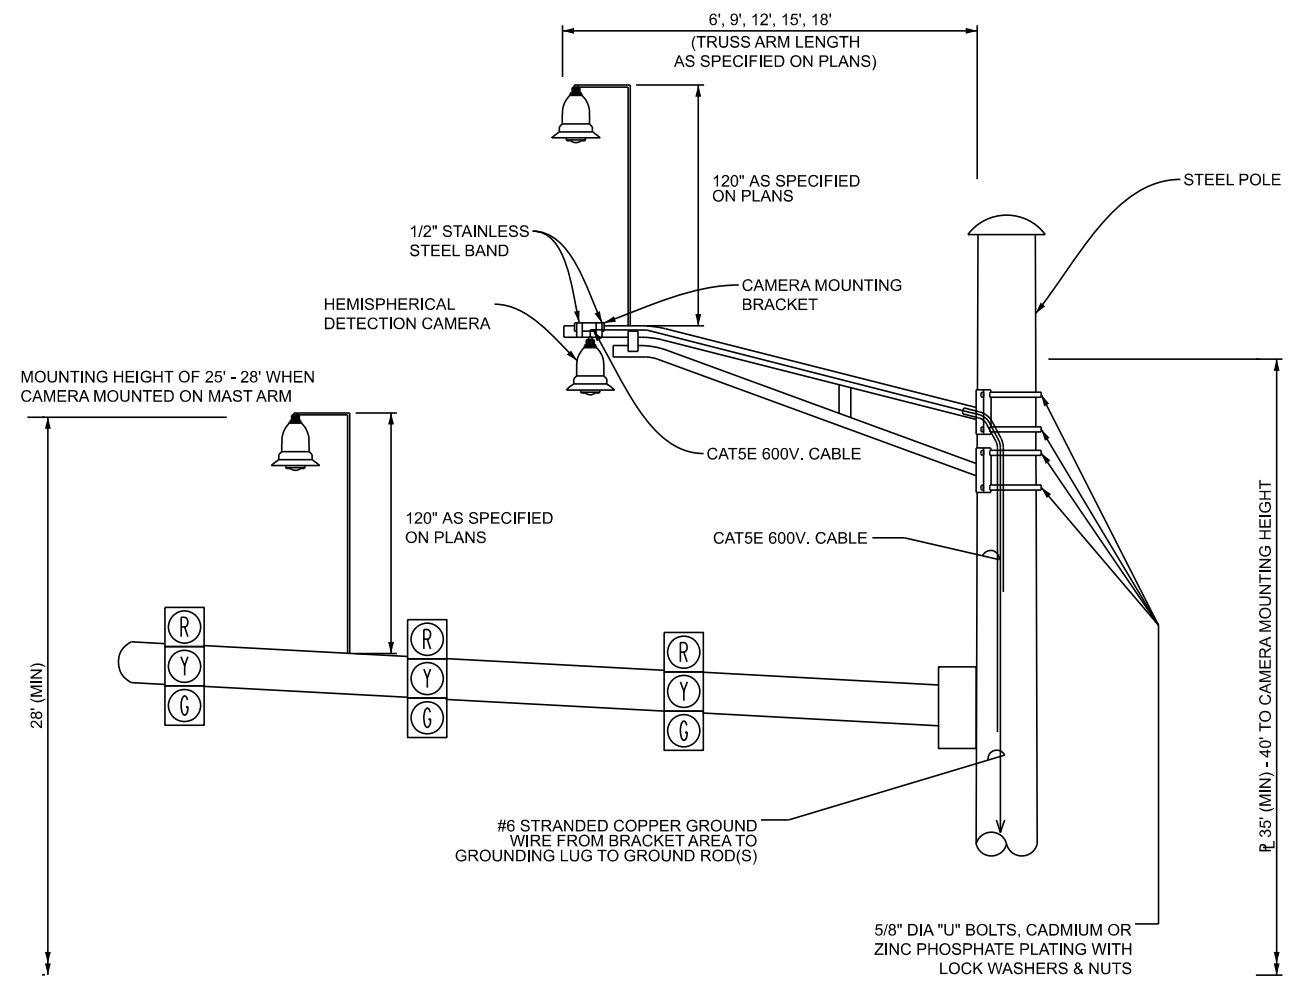 6', 9', 12', 15', 18'
(TRUSS ARM LENGTH
AS SPECIFIED ON PLANS)
120" AS SPECIFIED
ON PLANS
STEEL POLE
1/2" STAINLESS
STEEL BAND
CAMERA MOUNTING
BRACKET
HEMISPHERICAL
DETECTION CAMERA
MOUNTING HEIGHT OF 25' - 28' WHEN
CAMERA MOUNTED ON MAST ARM
CAT5E 600V. CABLE
120" AS SPECIFIED
ON PLANS
CAT5E 600V. CABLE
28' (MIN)
R
Y
G
R
Y
G
R
Y
G
#6 STRANDED COPPER GROUND
WIRE FROM BRACKET AREA TO
GROUNDING LUG TO GROUND ROD(S)
35' (MIN) - 40' TO CAMERA MOUNTING HEIGHT
5/8" DIA "U" BOLTS, CADMIUM OR
ZINC PHOSPHATE PLATING WITH
LOCK WASHERS & NUTS